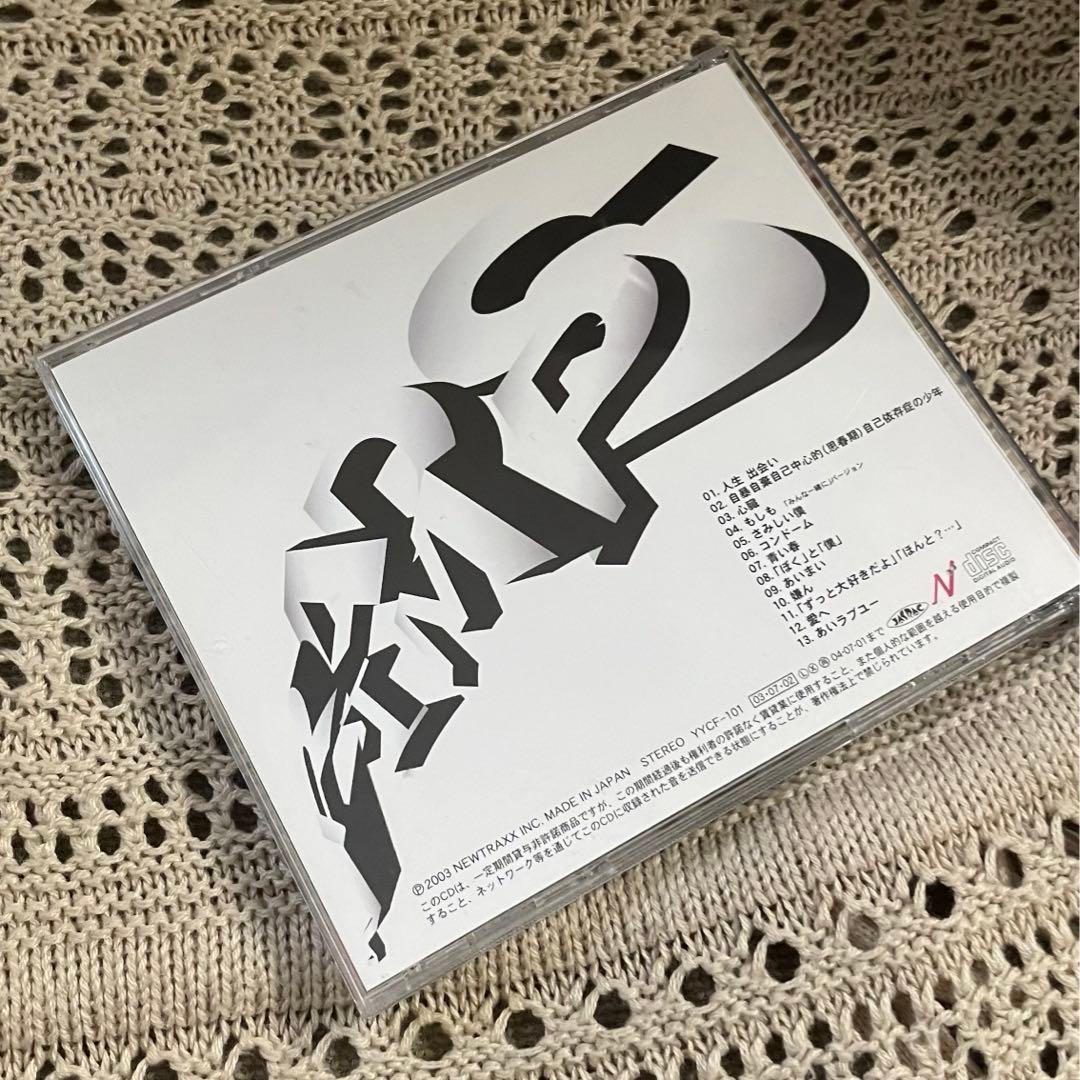 01. 人生 出会い
02. 自暴自棄自己中心的(思春期)自己依存症の少年
03. 心臓
04. もしも 「みんな一緒に」バージョン
05. さみしい僕
06. コンドーム
07. 青い春
08. 「ぼく」と「僕」
09. あいまい
10. 嫌ん
11. 「ずっと大好きだよ」「ほんと?…」
12. 愛へ
13. あいラブユー
COMPACT disc DIGITAL AUDIO
Ⓟ2003 NEWTRAXX INC. MADE IN JAPAN STEREO YYCF-101 03・07・02 Ⓛ Ⓧ 04・07・01まで JASRAC N
このCDは、一定期間貸与非許諾商品ですが、この期間経過後も権利者の許諾なく賃貸業に使用すること、また個人的な範囲を越える使用目的で複製
すること、ネットワーク等を通じてこのCDに収録された音を送信できる状態にすることが、著作権法上で禁じられています。